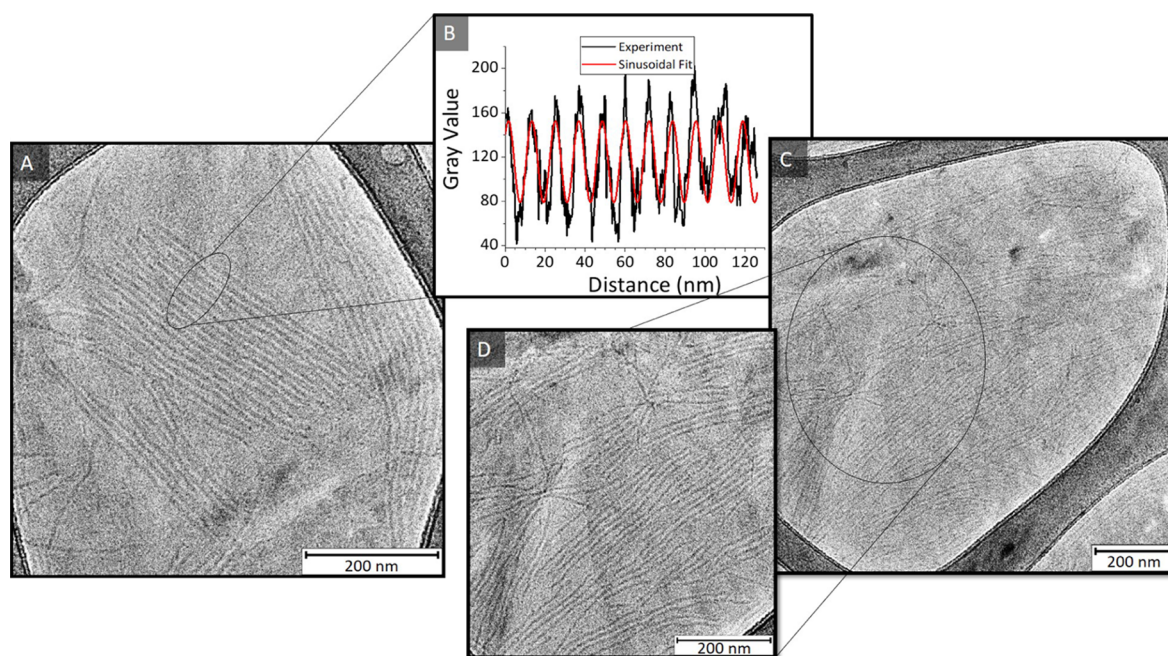 A
200 nm
B
Experiment
Sinusoidal Fit
Gray Value
200
160
120
80
40
0 20 40 60 80 100 120
Distance (nm)
C
200 nm
D
200 nm